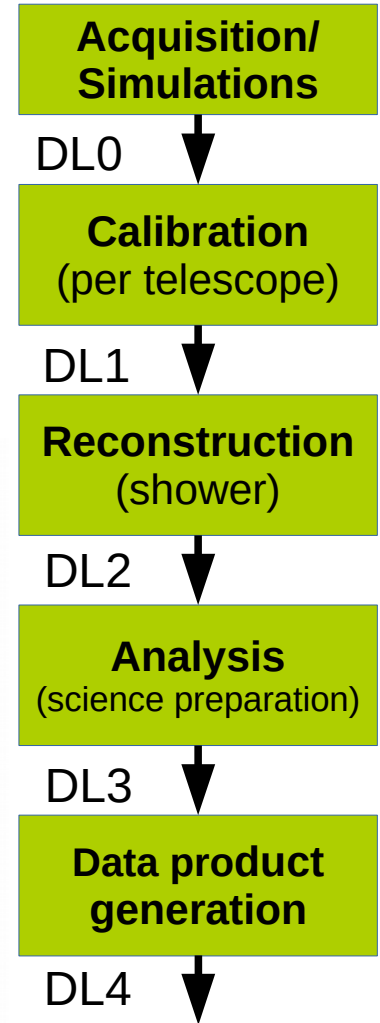 Acquisition/
Simulations
DL0
Calibration
(per telescope)
DL1
Reconstruction
(shower)
DL2
Analysis
(science preparation)
DL3
Data product
generation
DL4